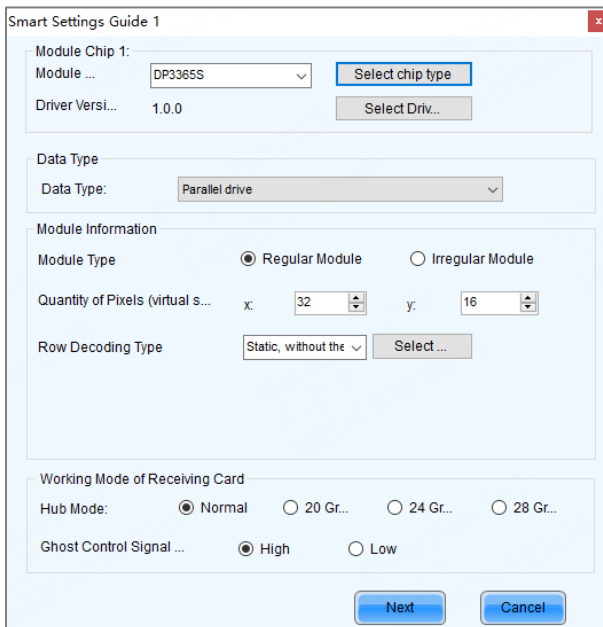 Smart Settings Guide 1
x
Module Chip 1:
Module ... DP3365S Select chip type
Driver Versi... 1.0.0 Select Driv...
Data Type
Data Type: Parallel drive
Module Information
Module Type Regular Module Irregular Module
Quantity of Pixels (virtual s... x: 32 y: 16
Row Decoding Type Static, without the Select ...
Working Mode of Receiving Card
Hub Mode: Normal 20 Gr... 24 Gr... 28 Gr...
Ghost Control Signal ... High Low
Next Cancel